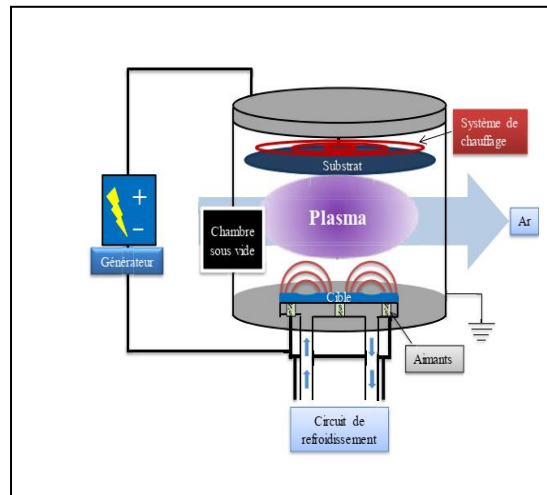 Système de
chauffage
Substrat
+
Plasma
Ar
−
Chambre
sous vide
Générateur
Cible
Aimants
Circuit de
refroidissement